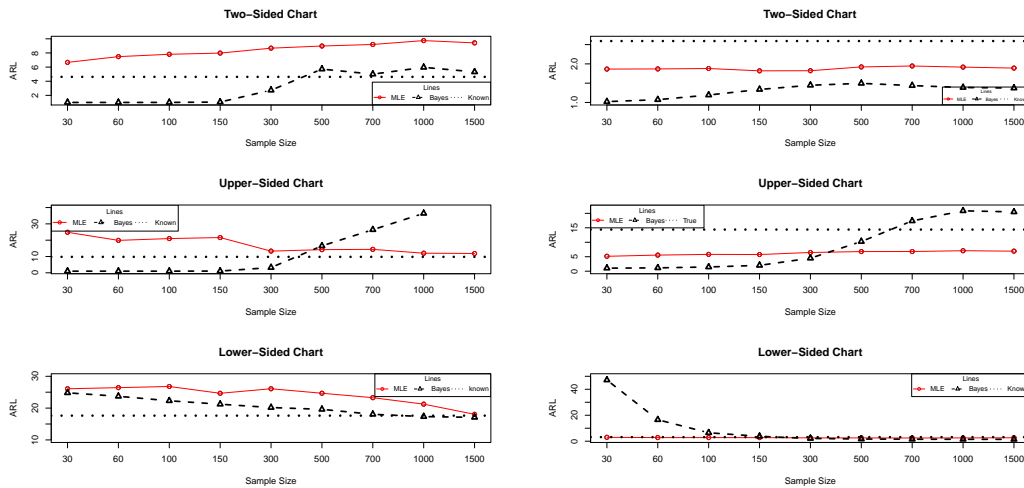 Two−Sided Chart
ARL
2 4 6 8
Lines
MLE Bayes Known
30 60 100 150 300 500 700 1000 1500
Sample Size
Two−Sided Chart
ARL
1.0 2.0
Lines
MLE Bayes Know
30 60 100 150 300 500 700 1000 1500
Sample Size
Upper−Sided Chart
ARL
0 10 30
Lines
MLE Bayes Known
30 60 100 150 300 500 700 1000 1500
Sample Size
Upper−Sided Chart
ARL
0 5 15
Lines
MLE Bayes True
30 60 100 150 300 500 700 1000 1500
Sample Size
Lower−Sided Chart
ARL
10 20 30
Lines
MLE Bayes known
30 60 100 150 300 500 700 1000 1500
Sample Size
Lower−Sided Chart
ARL
0 20 40
Lines
MLE Bayes Know
30 60 100 150 300 500 700 1000 1500
Sample Size